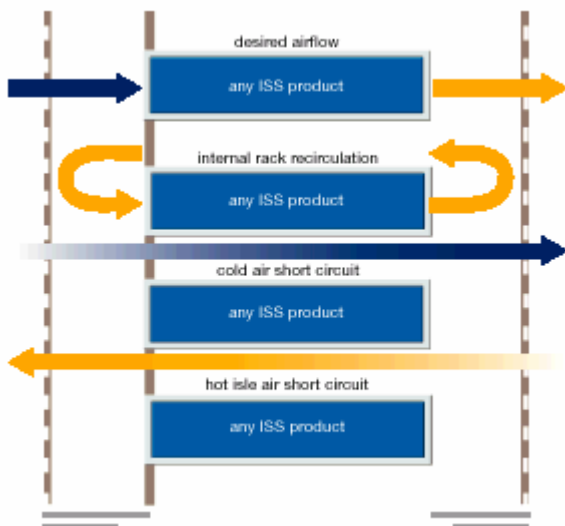 desired airflow
any ISS product
internal rack recirculation
any ISS product
cold air short circuit
any ISS product
hot isle air short circuit
any ISS product